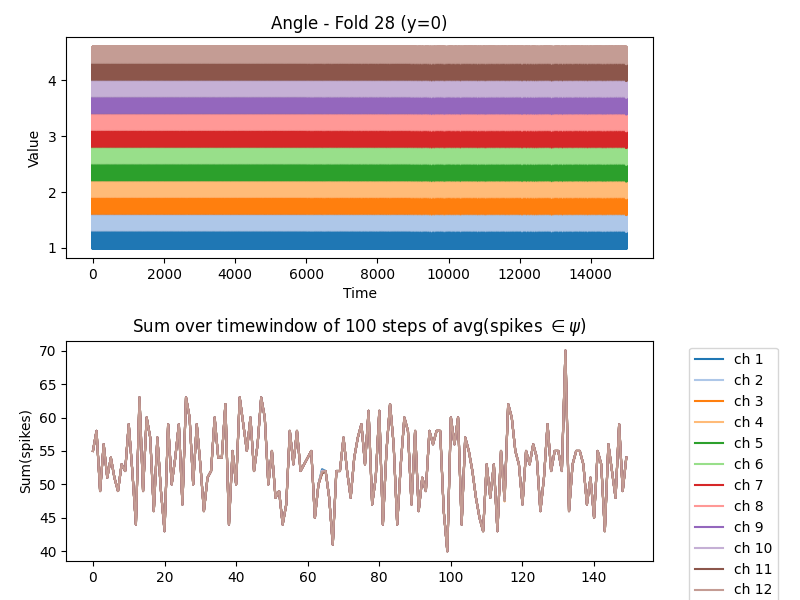 Angle - Fold 28 (y=0)
4
3
2
1
Value
0 2000 4000 6000 8000 10000 12000 14000
Time
Sum over timewindow of 100 steps of avg(spikes ∈ ψ)
70
65
60
55
50
45
40
Sum(spikes)
0 20 40 60 80 100 120 140
ch 1
ch 2
ch 3
ch 4
ch 5
ch 6
ch 7
ch 8
ch 9
ch 10
ch 11
ch 12